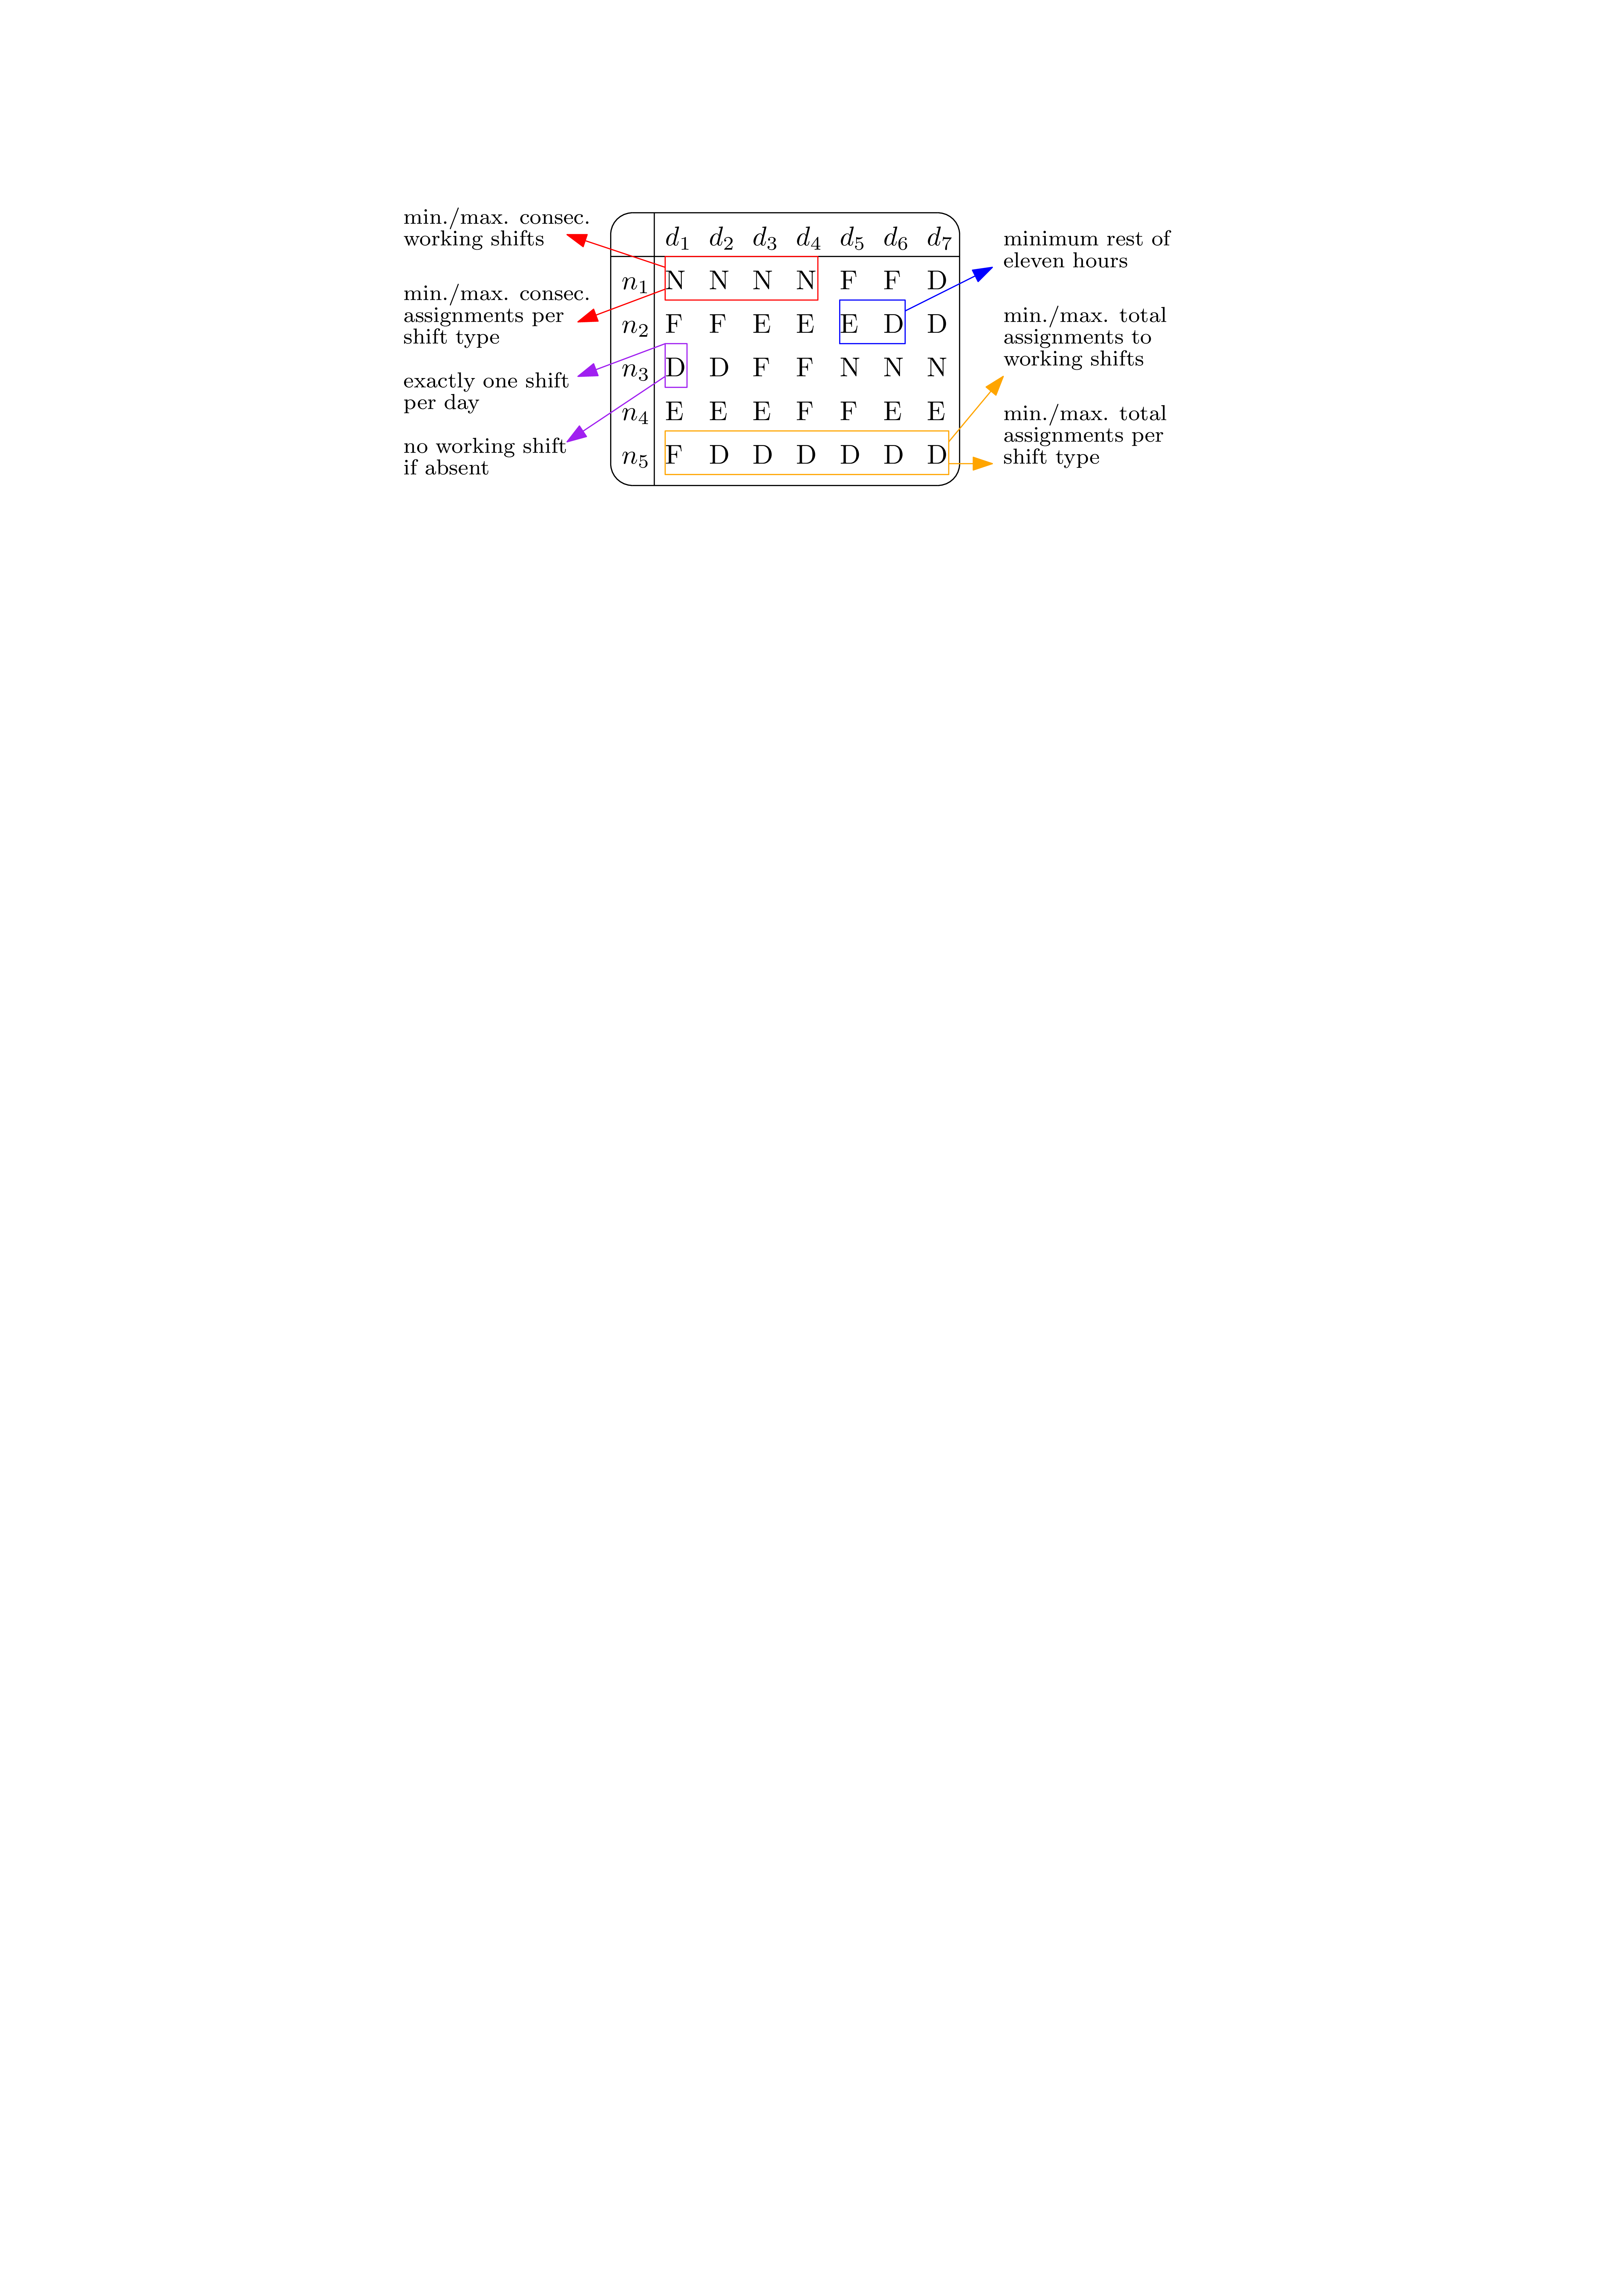 min./max. consec.
working shifts
min./max. consec.
assignments per
shift type
exactly one shift
per day
no working shift
if absent
d1 d2 d3 d4 d5 d6 d7
n1 N N N N F F D
n2 F F E E E D D
n3 D D F F N N N
n4 E E E F F E E
n5 F D D D D D D
minimum rest of
eleven hours
min./max. total
assignments to
working shifts
min./max. total
assignments per
shift type